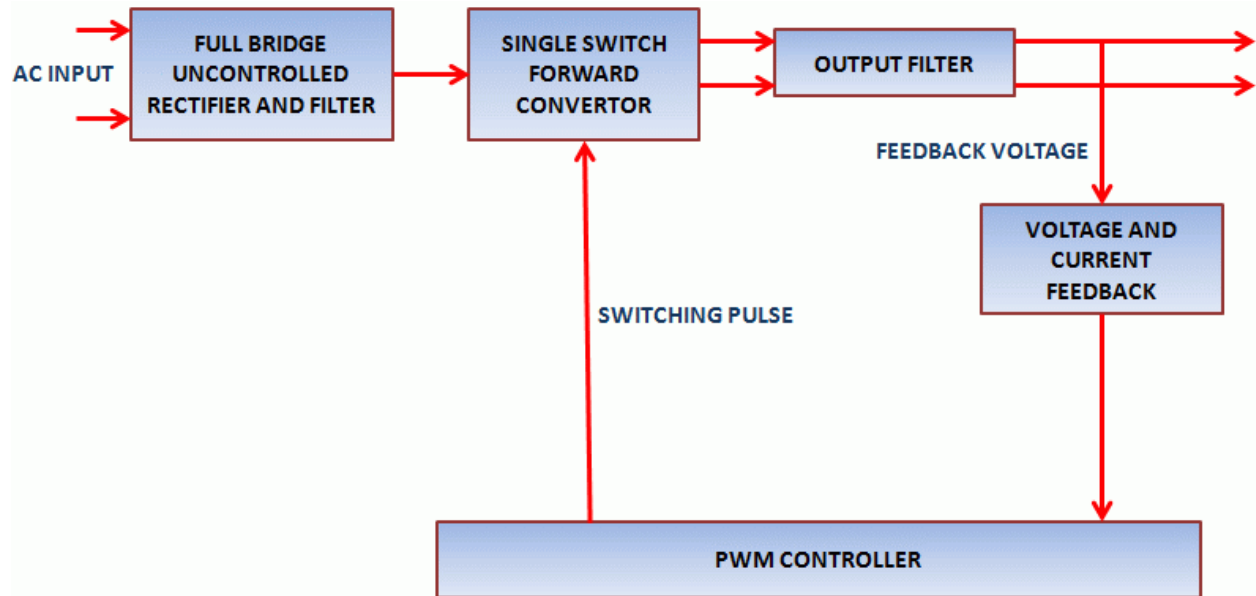 AC INPUT
FULL BRIDGE
UNCONTROLLED
RECTIFIER AND FILTER
SINGLE SWITCH
FORWARD
CONVERTOR
OUTPUT FILTER
FEEDBACK VOLTAGE
VOLTAGE AND
CURRENT
FEEDBACK
SWITCHING PULSE
PWM CONTROLLER